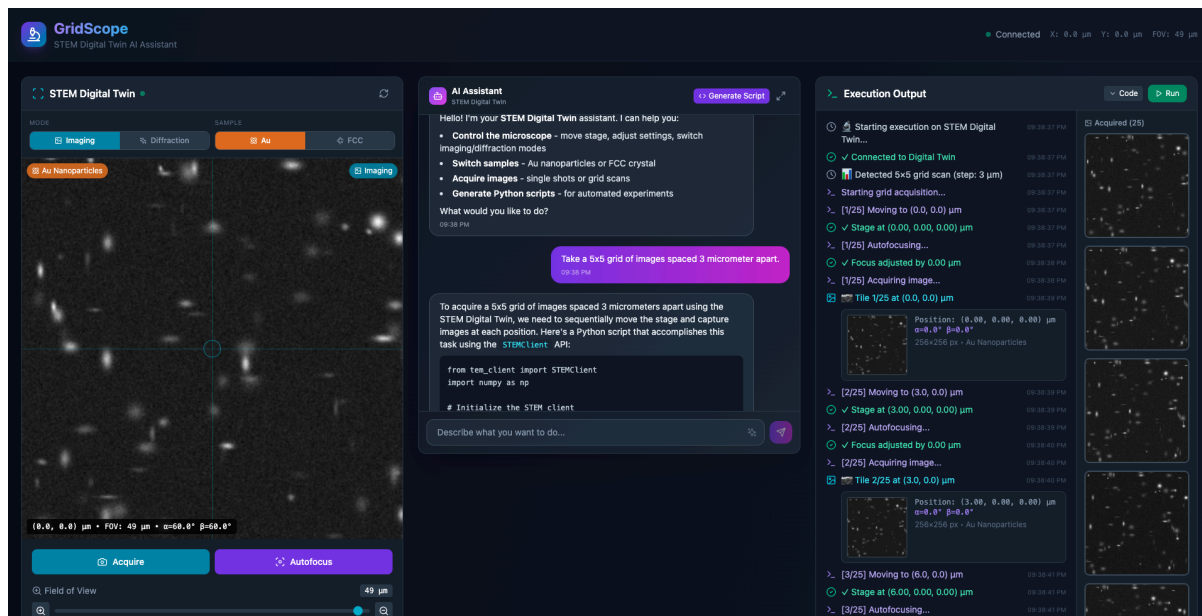 GridScope
STEM Digital Twin AI Assistant
Connected X: 0.0 µm Y: 0.0 µm FOV: 49 µm
STEM Digital Twin
MODE
SAMPLE
Imaging
Diffraction
Au
FCC
Au Nanoparticles
Imaging
(0.0, 0.0) µm • FOV: 49 µm • α=60.0° β=60.0°
Acquire
Autofocus
Field of View
49 µm
AI Assistant
STEM Digital Twin
<> Generate Script
Hello! I'm your STEM Digital Twin assistant. I can help you:
• Control the microscope - move stage, adjust settings, switch
imaging/diffraction modes
• Switch samples - Au nanoparticles or FCC crystal
• Acquire images - single shots or grid scans
• Generate Python scripts - for automated experiments
What would you like to do?
09:38 PM
Take a 5x5 grid of images spaced 3 micrometer apart.
09:38 PM
To acquire a 5x5 grid of images spaced 3 micrometers apart using the
STEM Digital Twin, we need to sequentially move the stage and capture
images at each position. Here's a Python script that accomplishes this
task using the STEMClient API:
from tem_client import STEMClient
import numpy as np
# Initialize the STEM client
Describe what you want to do...
Execution Output
Code
Run
Starting execution on STEM Digital 09:38:37 PM
Twin...
✓ Connected to Digital Twin 09:38:37 PM
Detected 5×5 grid scan (step: 3 µm) 09:38:37 PM
Starting grid acquisition... 09:38:37 PM
[1/25] Moving to (0.0, 0.0) µm 09:38:37 PM
✓ Stage at (0.00, 0.00, 0.00) µm 09:38:37 PM
[1/25] Autofocusing... 09:38:37 PM
✓ Focus adjusted by 0.00 µm 09:38:38 PM
[1/25] Acquiring image... 09:38:38 PM
Tile 1/25 at (0.0, 0.0) µm 09:38:39 PM
Position: (0.00, 0.00, 0.00) µm
α=0.0° β=0.0°
256×256 px • Au Nanoparticles
[2/25] Moving to (3.0, 0.0) µm 09:38:39 PM
✓ Stage at (3.00, 0.00, 0.00) µm 09:38:39 PM
[2/25] Autofocusing... 09:38:39 PM
✓ Focus adjusted by 0.00 µm 09:38:40 PM
[2/25] Acquiring image... 09:38:40 PM
Tile 2/25 at (3.0, 0.0) µm 09:38:40 PM
Position: (3.00, 0.00, 0.00) µm
α=0.0° β=0.0°
256×256 px • Au Nanoparticles
[3/25] Moving to (6.0, 0.0) µm 09:38:41 PM
✓ Stage at (6.00, 0.00, 0.00) µm 09:38:41 PM
[3/25] Autofocusing... 09:38:41 PM
Acquired (25)